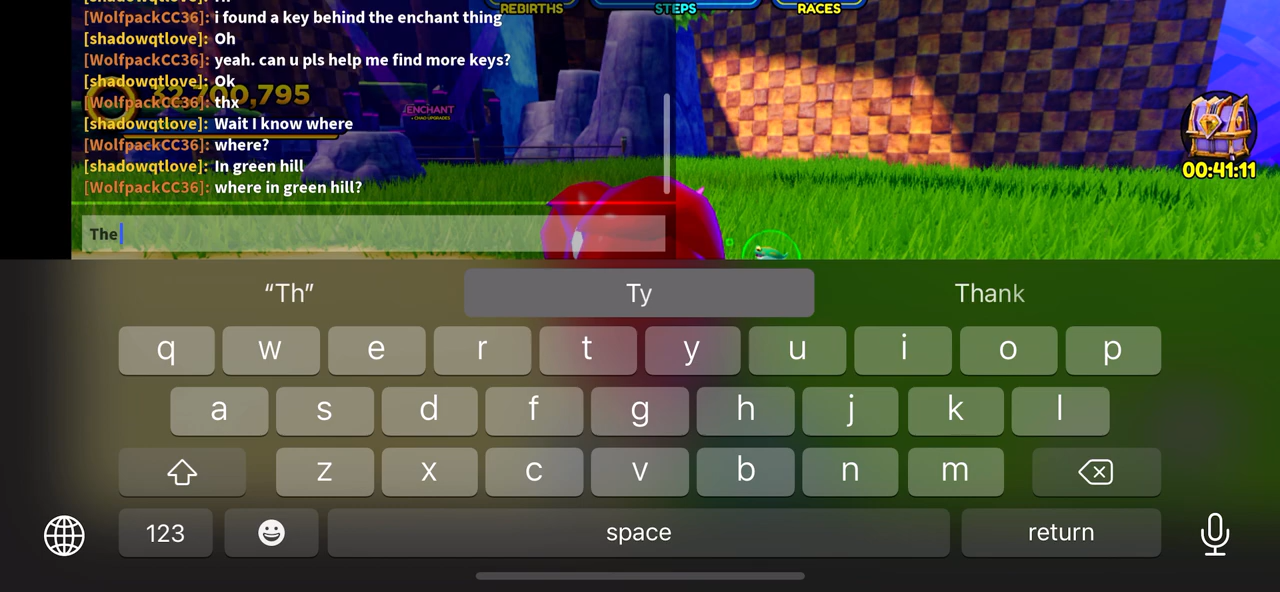 REBIRTHS
STEPS
RACES
[WolfpackCC36]: i found a key behind the enchant thing
[shadowqtlove]: Oh
[WolfpackCC36]: yeah. can u pls help me find more keys?
[shadowqtlove]: Ok
[WolfpackCC36]: thx
[shadowqtlove]: Wait I know where
[WolfpackCC36]: where?
[shadowqtlove]: In green hill
[WolfpackCC36]: where in green hill?
ENCHANT
+ CHAO UPGRADES
00:41:11
The
“Th” Ty Thank
q w e r t y u i o p
a s d f g h j k l
z x c v b n m
123 space return